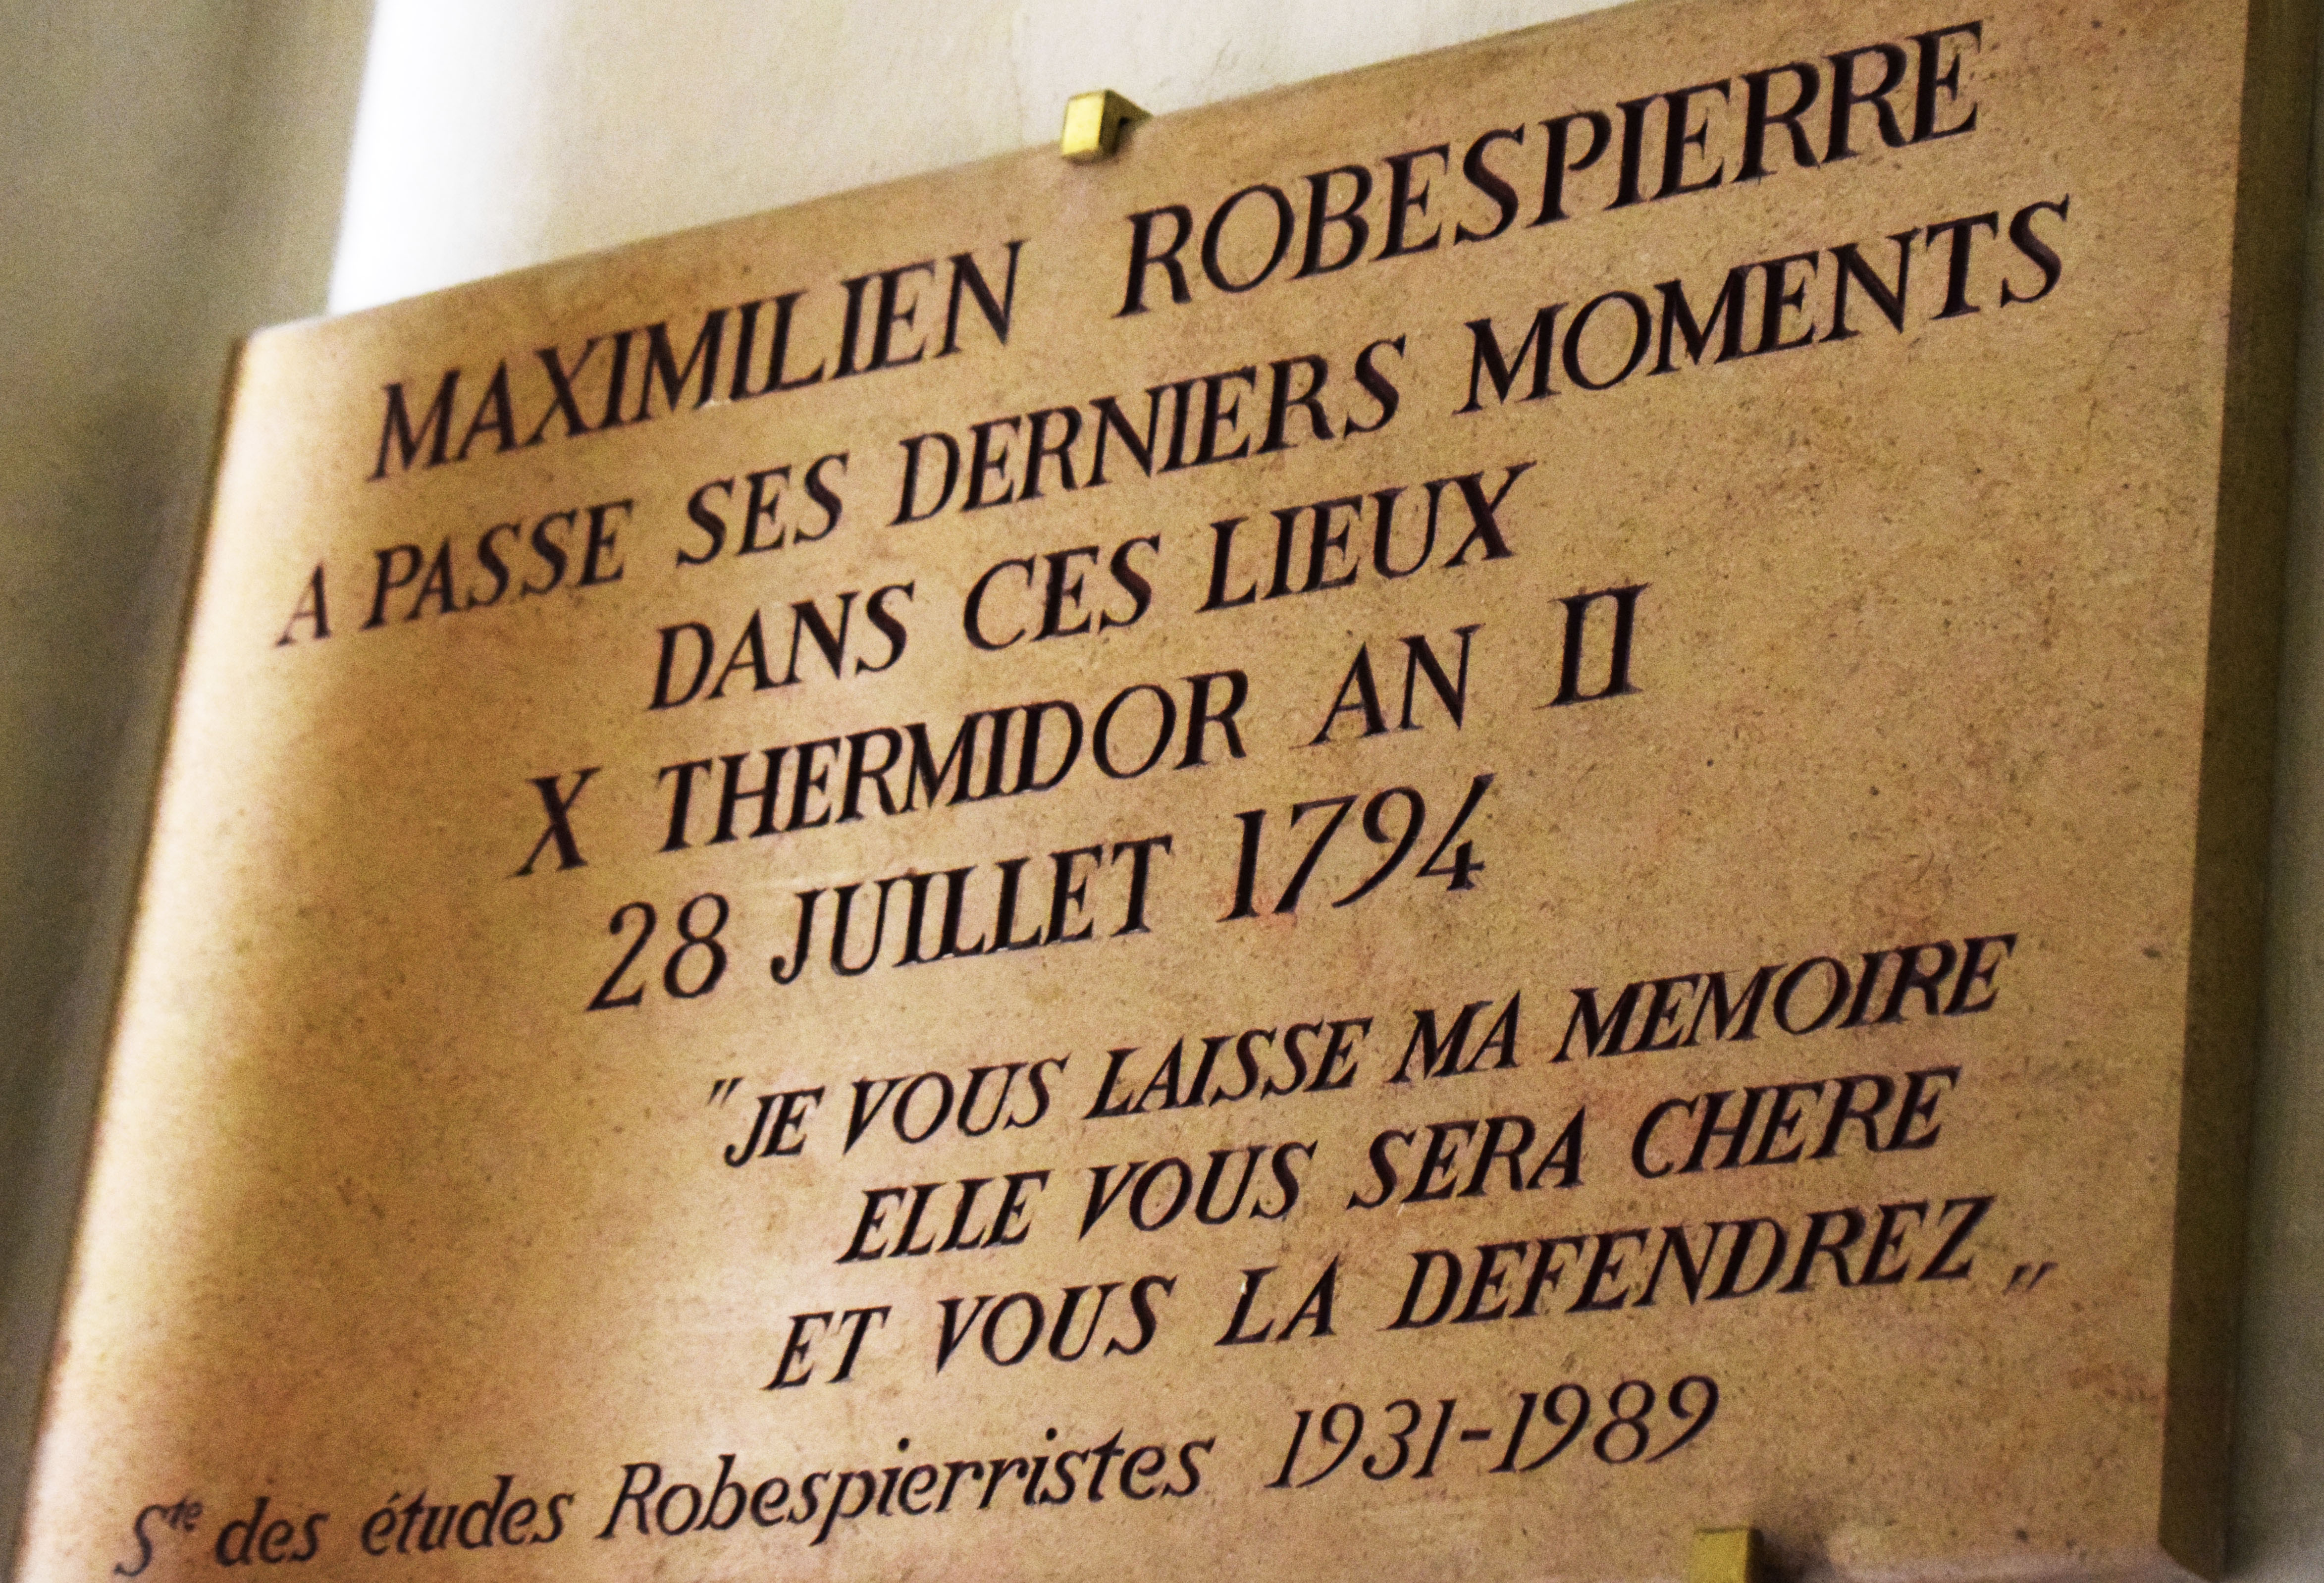 MAXIMILIEN ROBESPIERRE
A PASSE SES DERNIERS MOMENTS
DANS CES LIEUX
X THERMIDOR AN II
28 JUILLET 1794
"JE VOUS LAISSE MA MEMOIRE
ELLE VOUS SERA CHERE
ET VOUS LA DEFENDREZ„
Sté des études Robespierristes 1931-1989